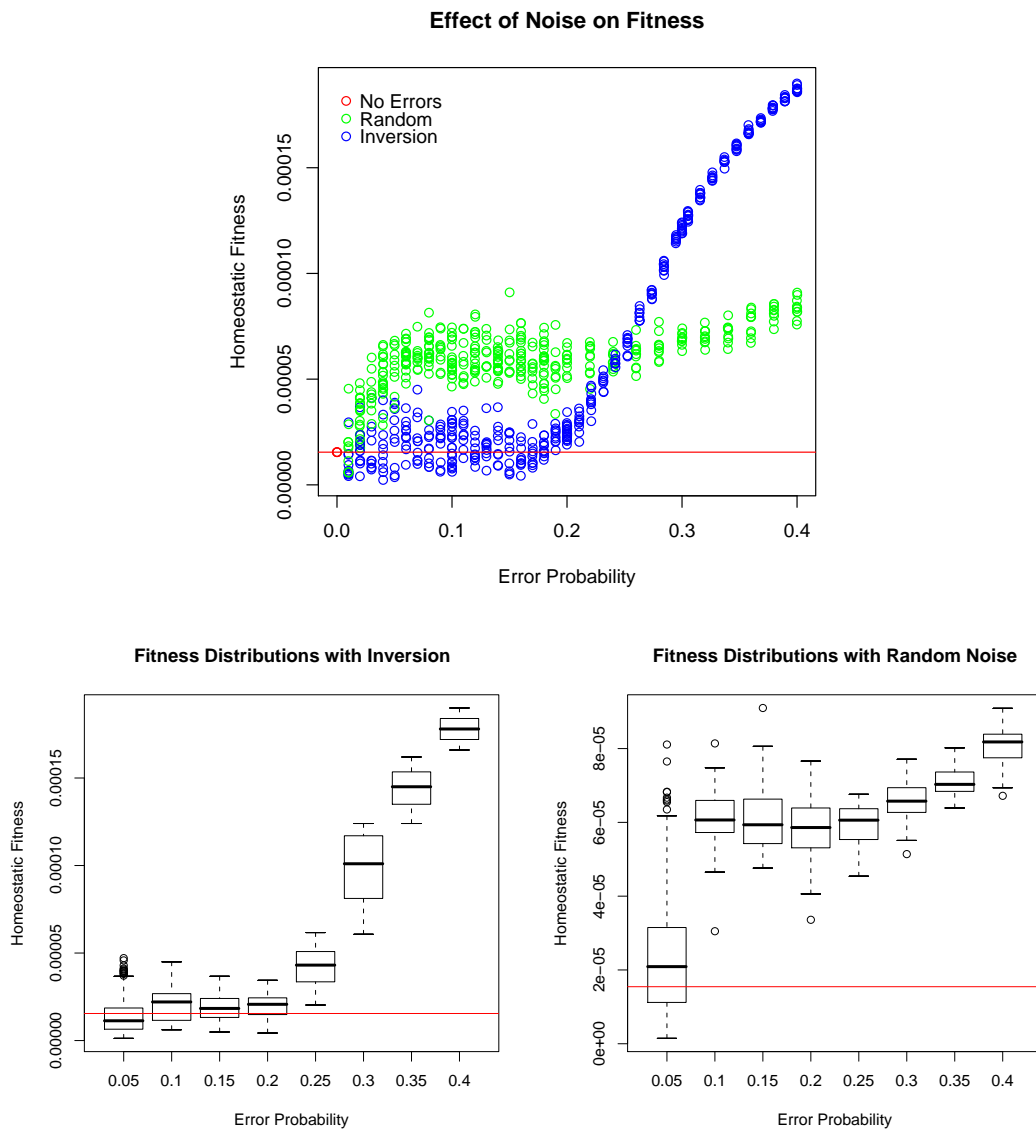 Effect of Noise on Fitness
No Errors
Random
Inversion
Homeostatic Fitness
0.00015
0.00010
0.00005
0.00000
0.0 0.1 0.2 0.3 0.4
Error Probability
Fitness Distributions with Inversion
Homeostatic Fitness
0.00015
0.00010
0.00005
0.00000
0.05 0.1 0.15 0.2 0.25 0.3 0.35 0.4
Error Probability
Fitness Distributions with Random Noise
Homeostatic Fitness
8e−05
6e−05
4e−05
2e−05
0e+00
0.05 0.1 0.15 0.2 0.25 0.3 0.35 0.4
Error Probability